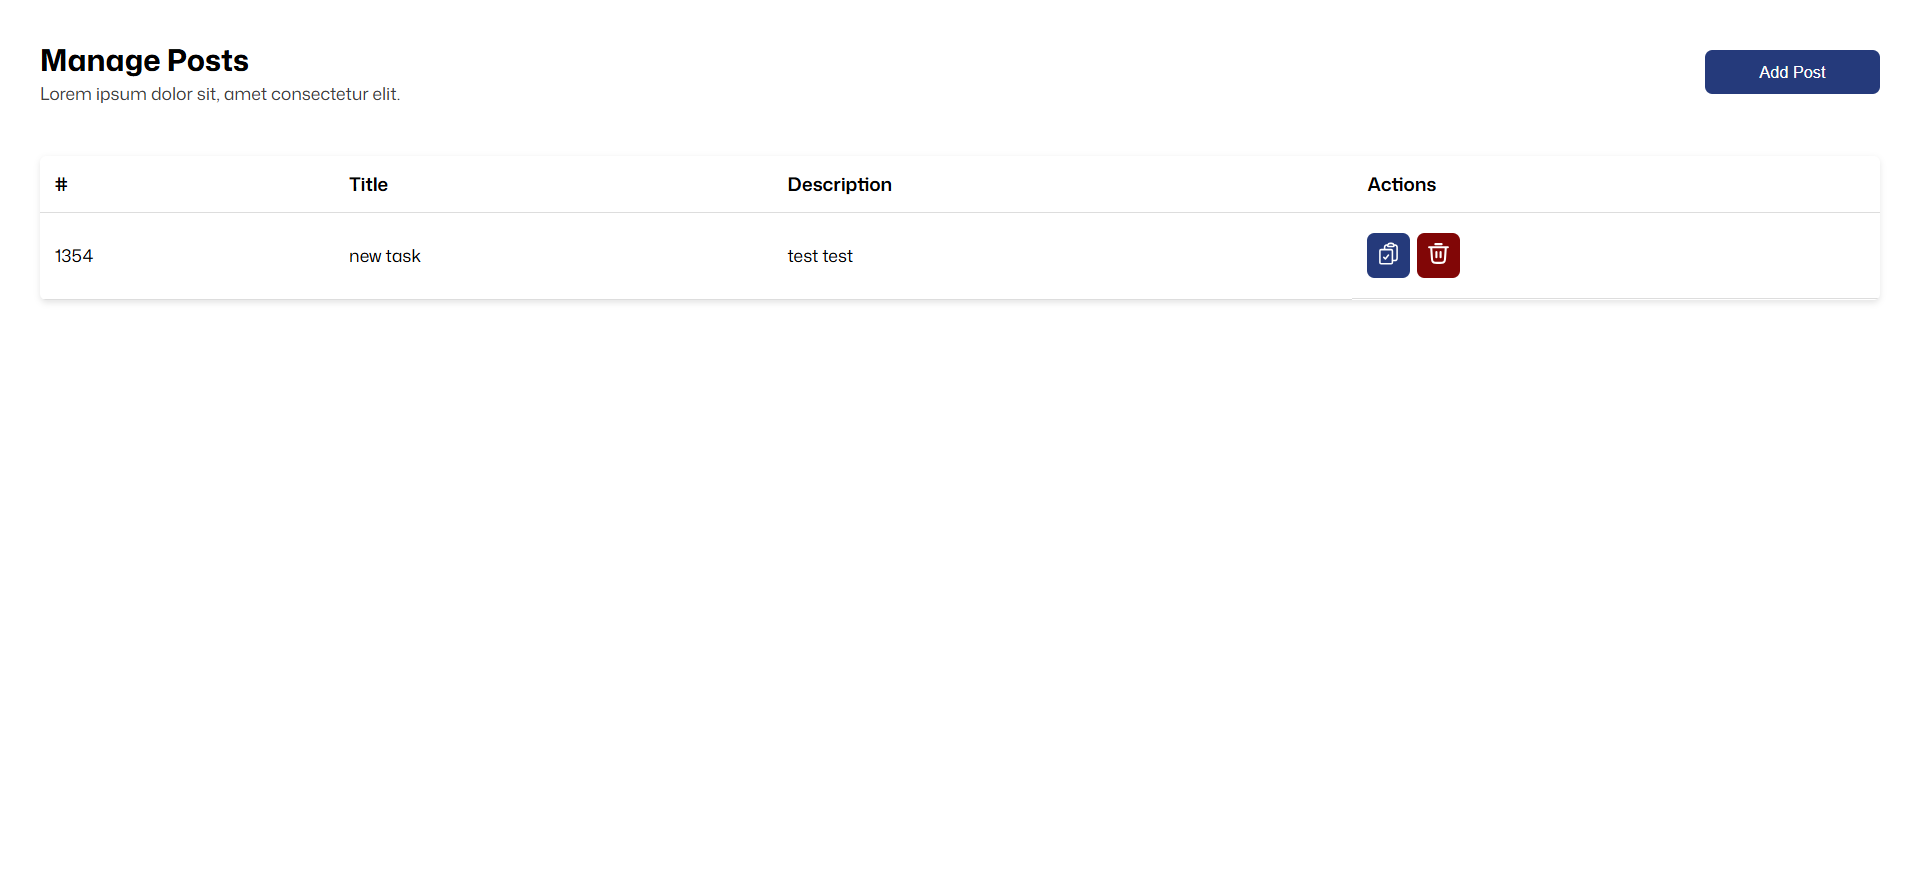 Manage Posts
Lorem ipsum dolor sit, amet consectetur elit.
Add Post
# Title Description Actions
1354 new task test test